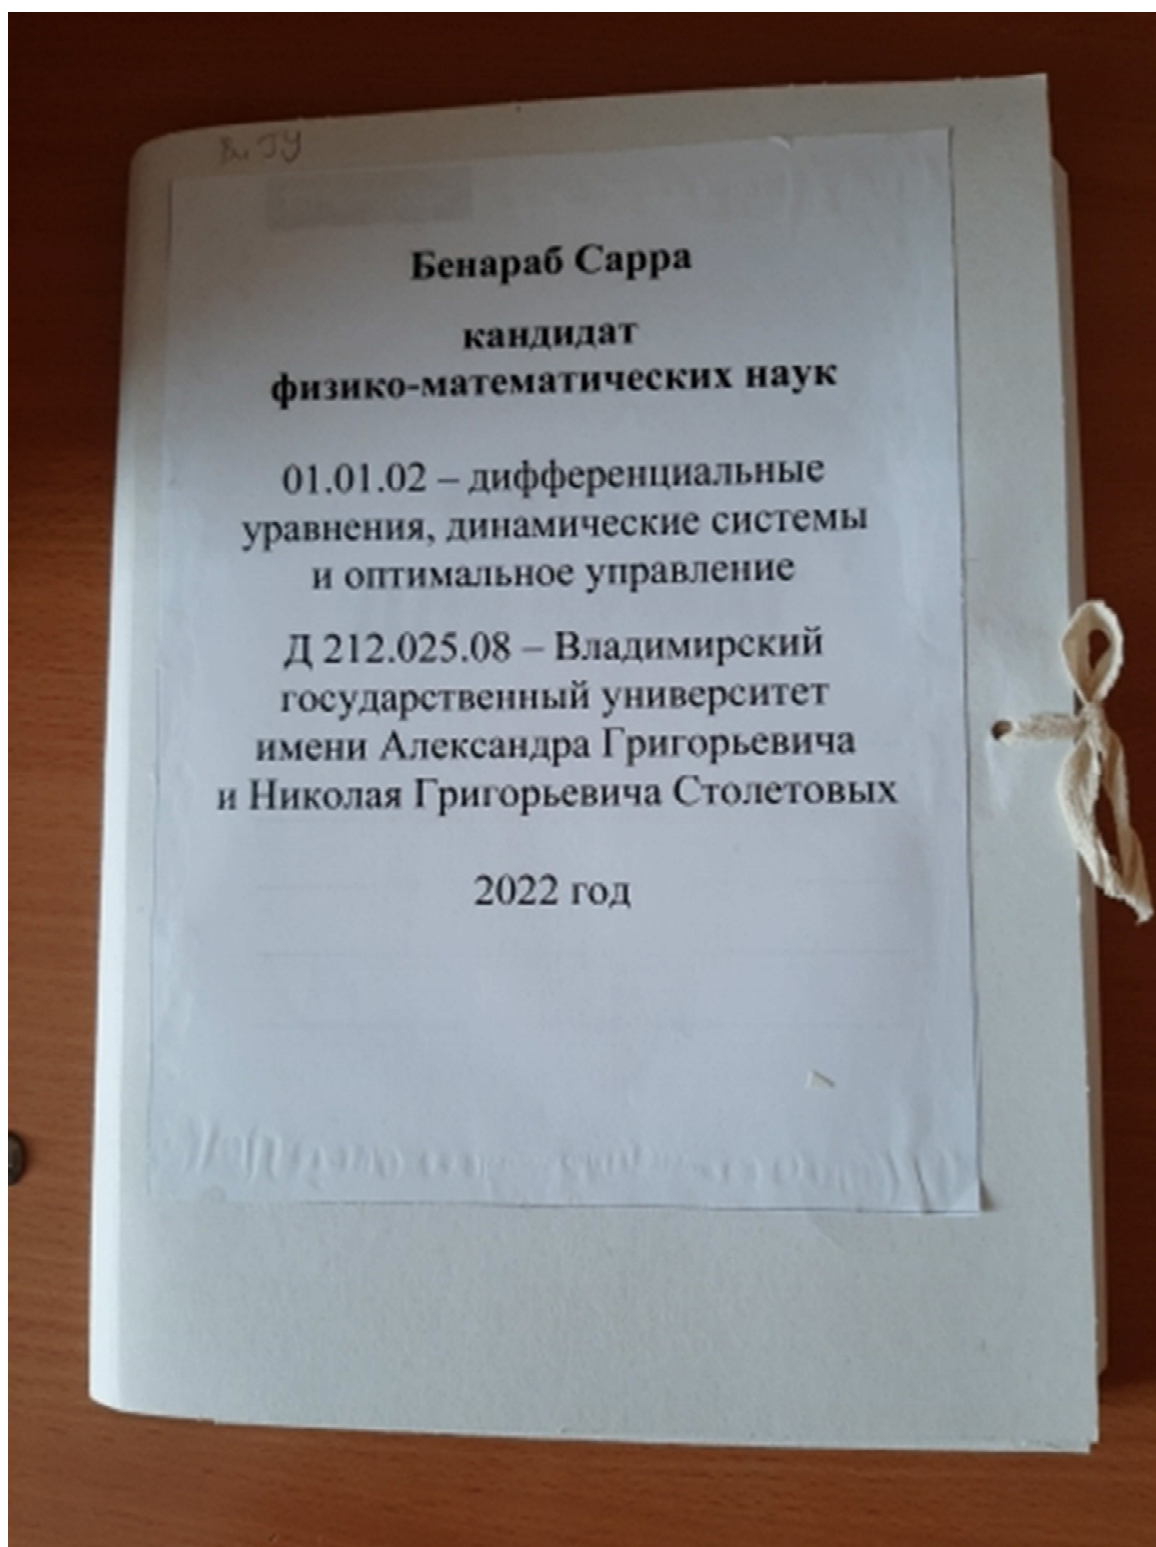 ВлГУ
Бенараб Сарра
кандидат
физико-математических наук
01.01.02 – дифференциальные
уравнения, динамические системы
и оптимальное управление
Д 212.025.08 – Владимирский
государственный университет
имени Александра Григорьевича
и Николая Григорьевича Столетовых
2022 год